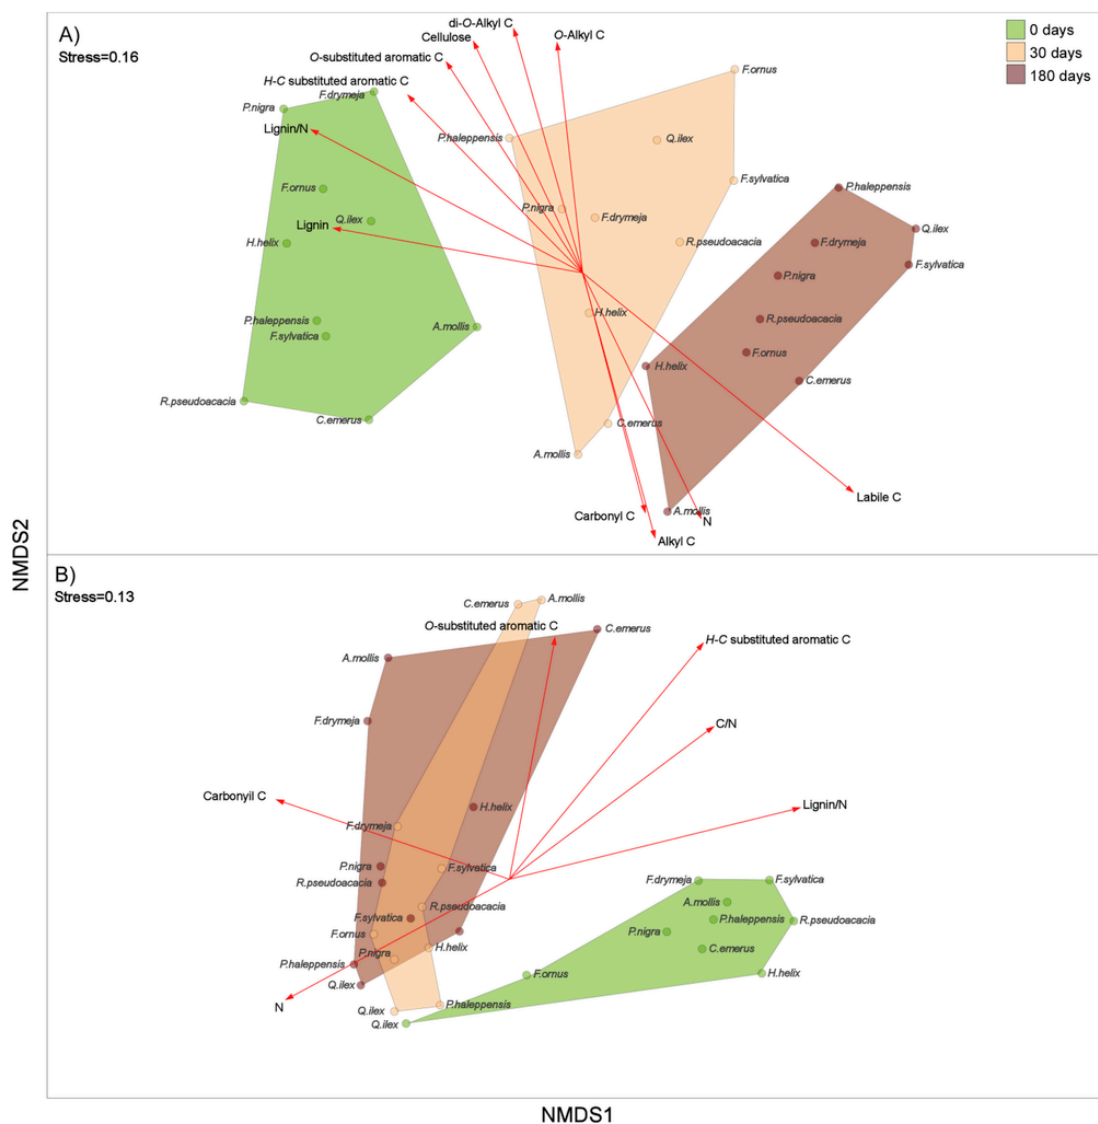 A)
Stress=0.16
di-O-Alkyl C
Cellulose
O-Alkyl C
O-substituted aromatic C
H-C substituted aromatic C
0 days
30 days
180 days
F.drymeja
P.nigra
Lignin/N
F.ornus
Q.ilex
Lignin
H.helix
P.haleppensis
F.sylvatica
A.mollis
R.pseudoacacia
C.emerus
F.ornus
P.haleppensis
Q.ilex
F.sylvatica
P.nigra
F.drymeja
R.pseudoacacia
H.helix
C.emerus
A.mollis
P.haleppensis
Q.ilex
F.drymeja
F.sylvatica
P.nigra
R.pseudoacacia
F.ornus
H.helix
C.emerus
A.mollis
Labile C
Carbonyl C
N
Alkyl C
NMDS2
B)
Stress=0.13
C.emerus
A.mollis
O-substituted aromatic C
C.emerus
H-C substituted aromatic C
A.mollis
F.drymeja
C/N
Carbonyil C
H.helix
Lignin/N
F.drymeja
P.nigra
F.sylvatica
R.pseudoacacia
R.pseudoacacia
F.sylvatica
F.ornus
H.helix
P.nigra
P.haleppensis
Q.ilex
N
Q.ilex
P.haleppensis
Q.ilex
F.drymeja
F.sylvatica
A.mollis
P.haleppensis
R.pseudoacacia
P.nigra
C.emerus
F.ornus
H.helix
NMDS1